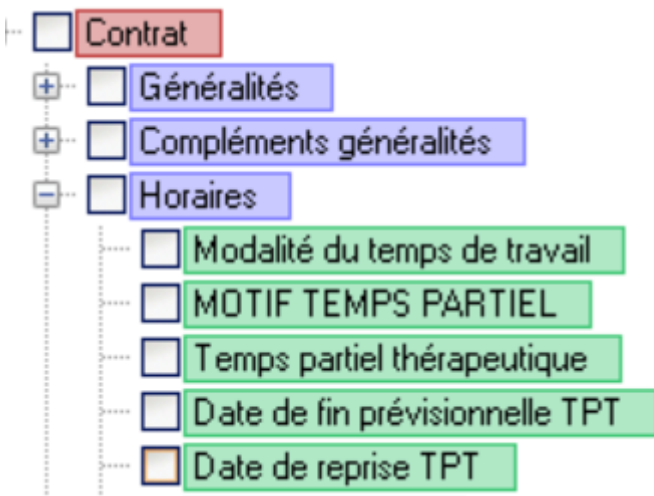 Contrat
Généralités
Compléments généralités
Horaires
Modalité du temps de travail
MOTIF TEMPS PARTIEL
Temps partiel thérapeutique
Date de fin prévisionnelle TPT
Date de reprise TPT